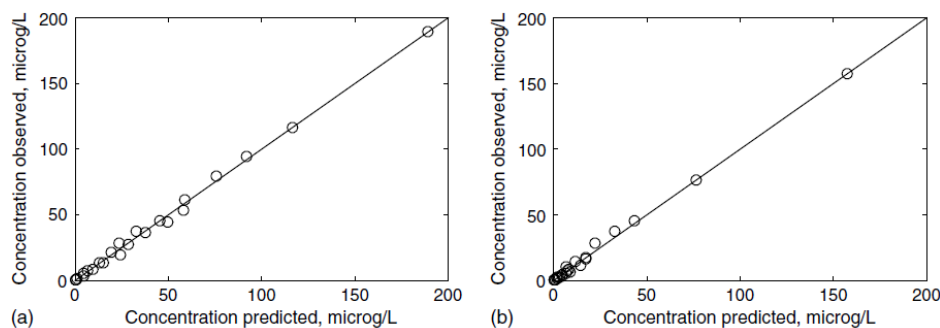 200
150
100
50
0
Concentration observed, microg/L
0 50 100 150 200
(a) Concentration predicted, microg/L
200
150
100
50
0
Concentration observed, microg/L
0 50 100 150 200
(b) Concentration predicted, microg/L